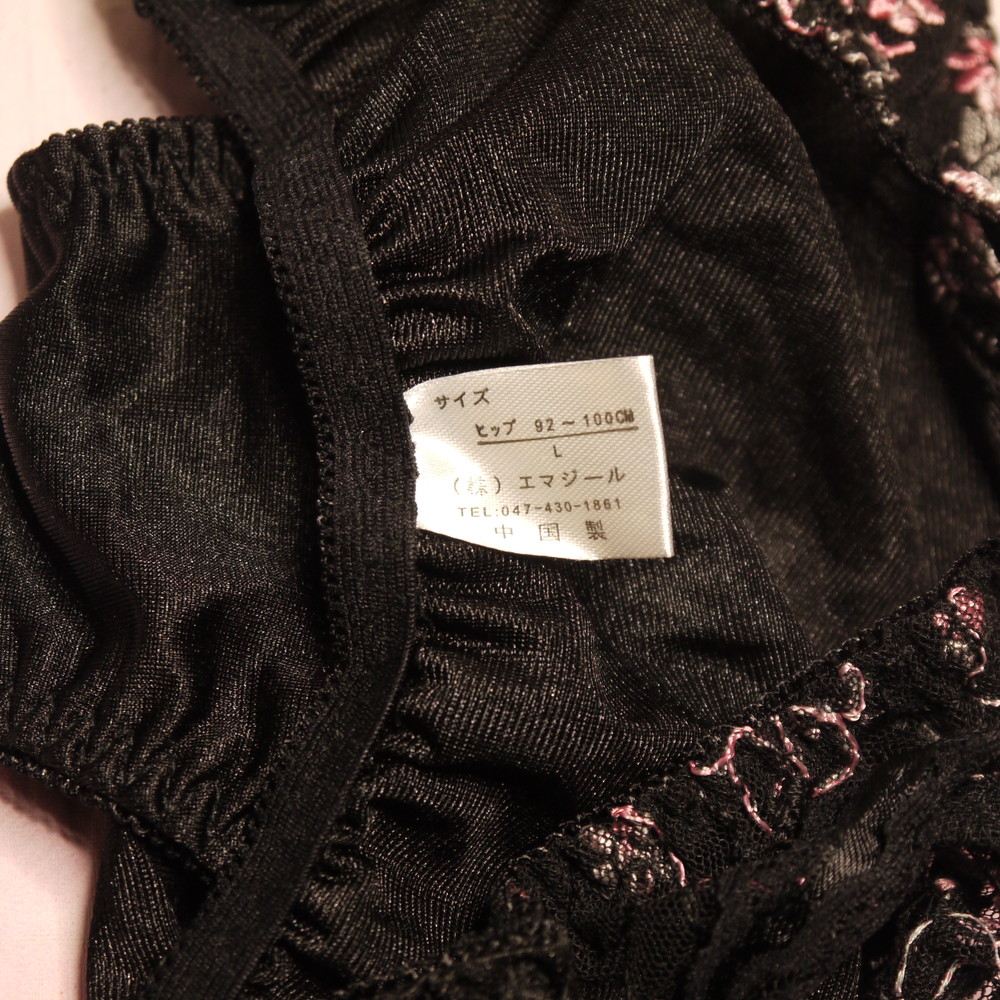 サイズ
ヒップ 92～100CM
L
(株) エマジール
TEL:047-430-1861
中国製